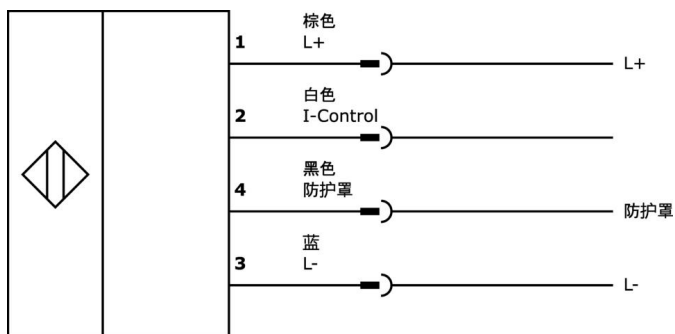 棕色
1 L+ L+
白色
2 I-Control
黑色
4 防护罩 防护罩
蓝
3 L- L-